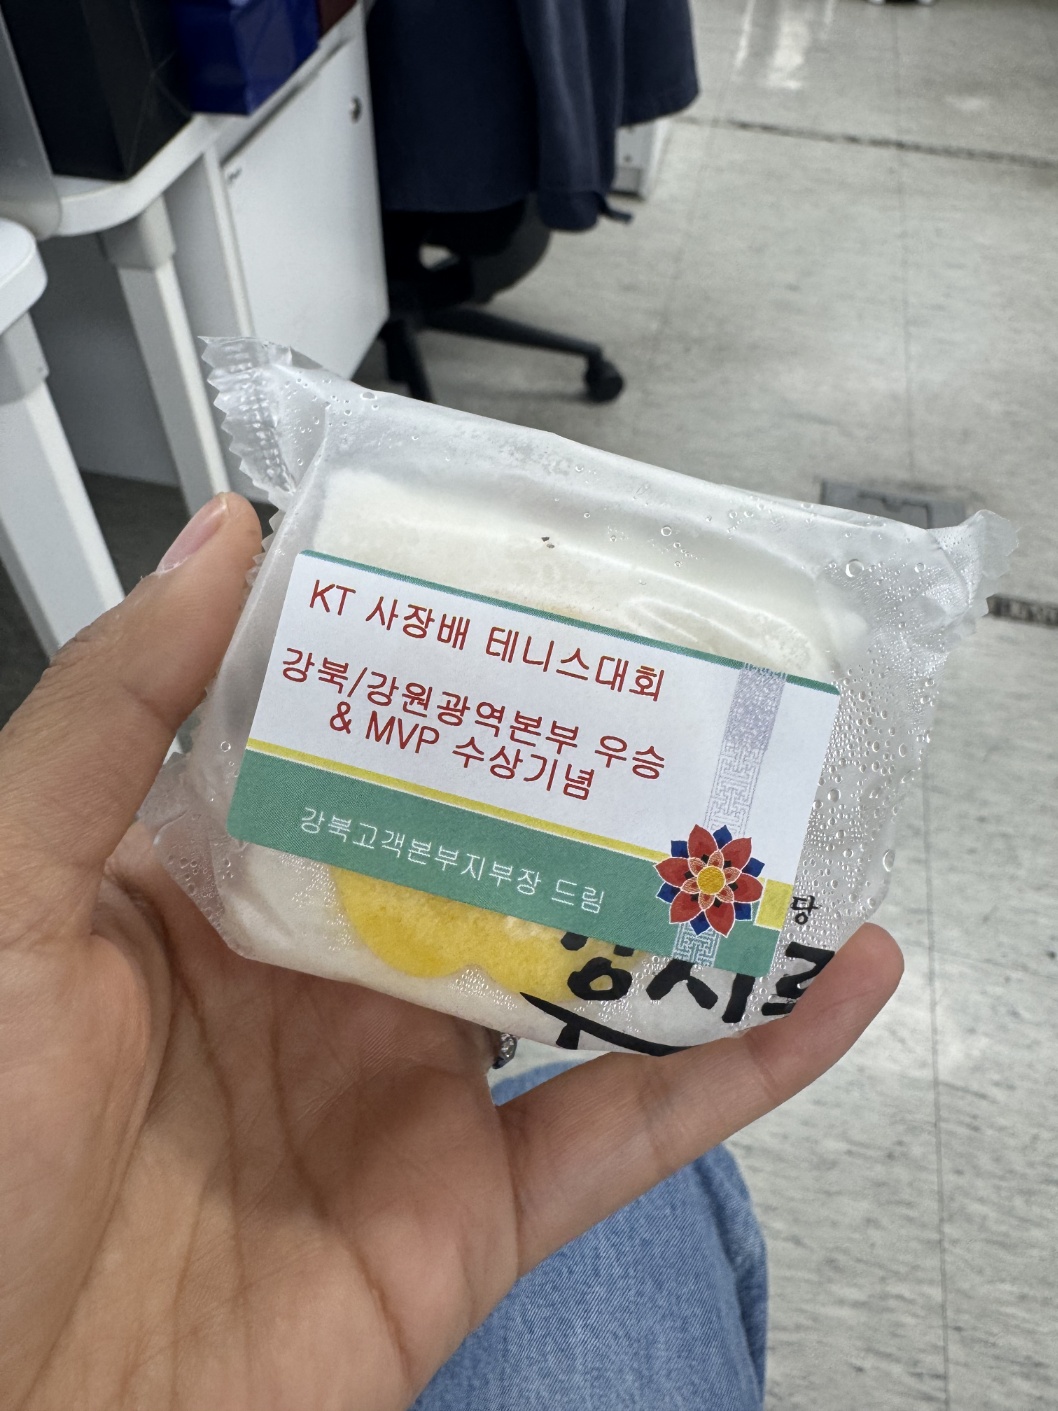 KT 사장배 테니스대회
강북/강원광역본부 우승
& MVP 수상기념
강북고객본부지부장 드림
당